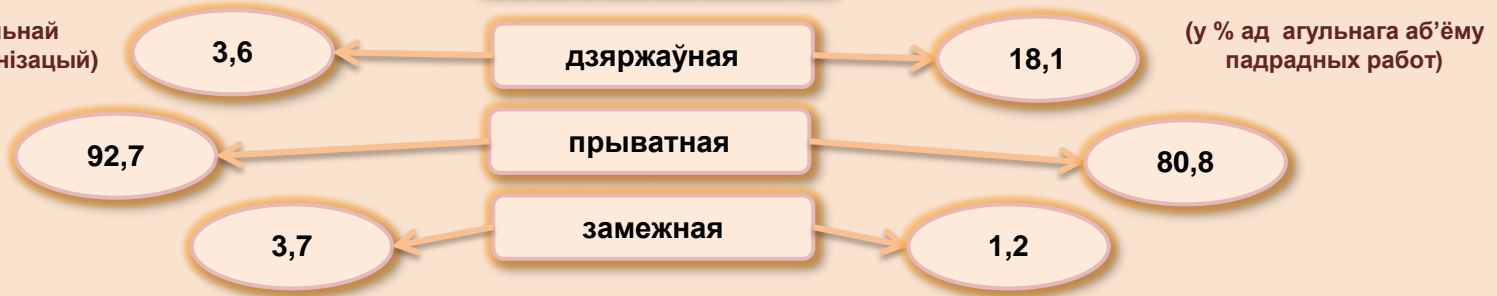 (у % ад агульнага аб’ёму
падрадных работ)
3,6
дзяржаўная
18,1
92,7
прыватная
80,8
3,7
замежная
1,2